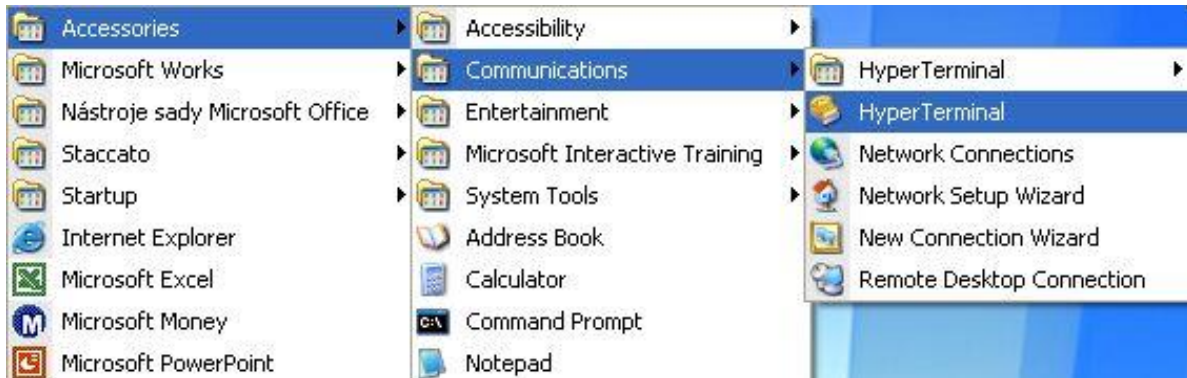 Accessories
Microsoft Works
Nástroje sady Microsoft Office
Staccato
Startup
Internet Explorer
Microsoft Excel
Microsoft Money
Microsoft PowerPoint
Accessibility
Communications
Entertainment
Microsoft Interactive Training
System Tools
Address Book
Calculator
Command Prompt
Notepad
HyperTerminal
HyperTerminal
Network Connections
Network Setup Wizard
New Connection Wizard
Remote Desktop Connection